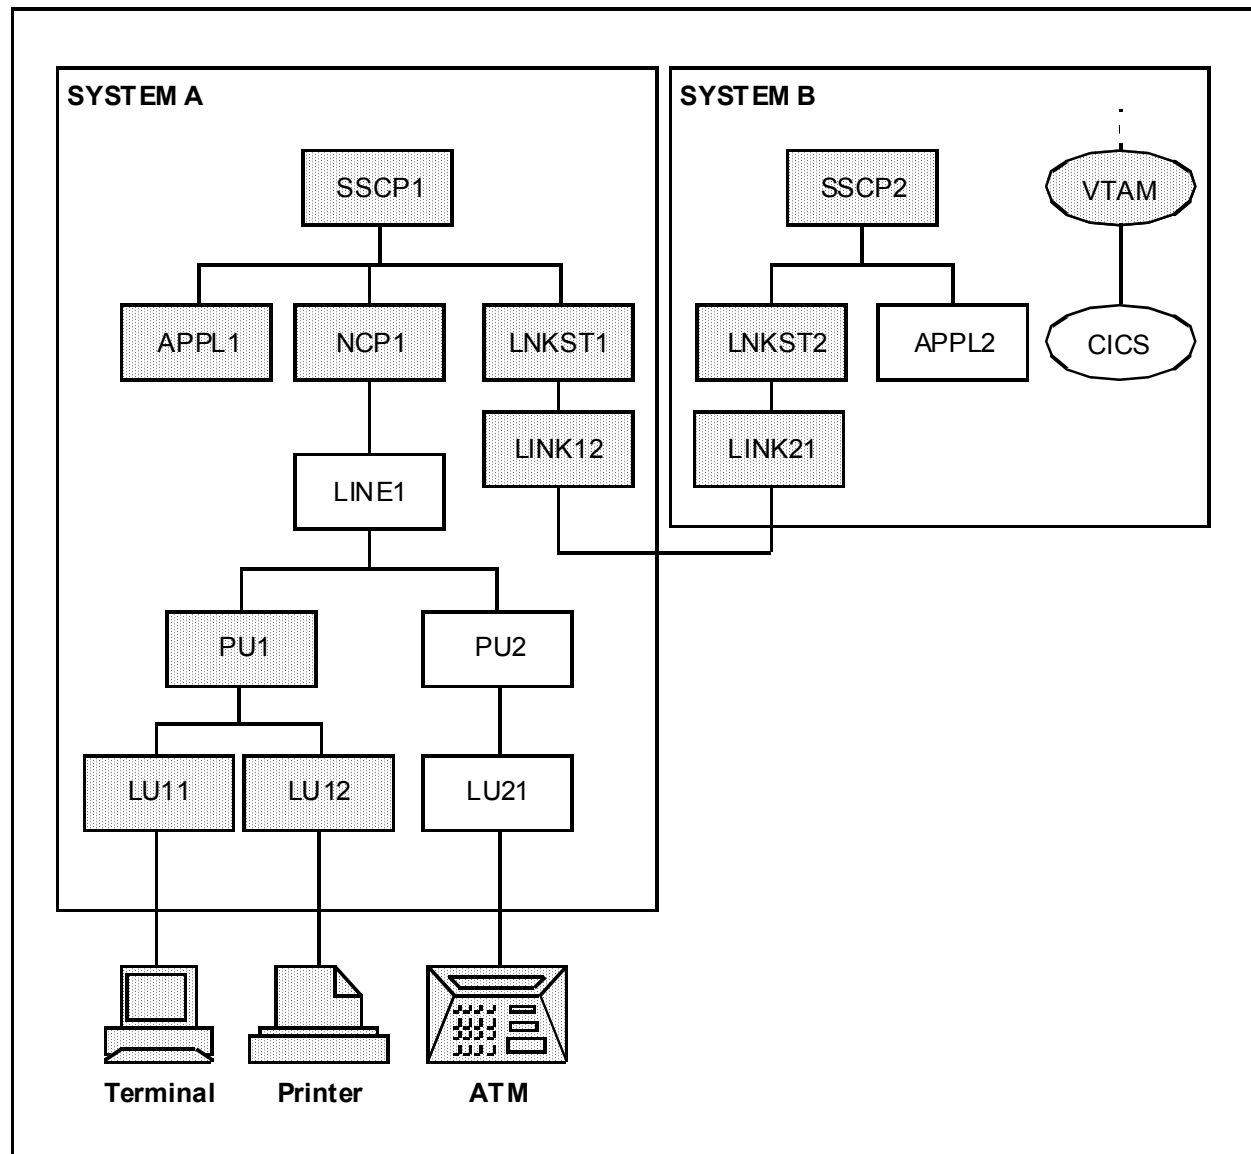 SYSTEM A
SYSTEM B
SSCP1
SSCP2
VTAM
APPL1
NCP1
LNKST1
LNKST2
APPL2
CICS
LINK12
LINK21
LINE1
PU1
PU2
LU11
LU12
LU21
Terminal
Printer
ATM